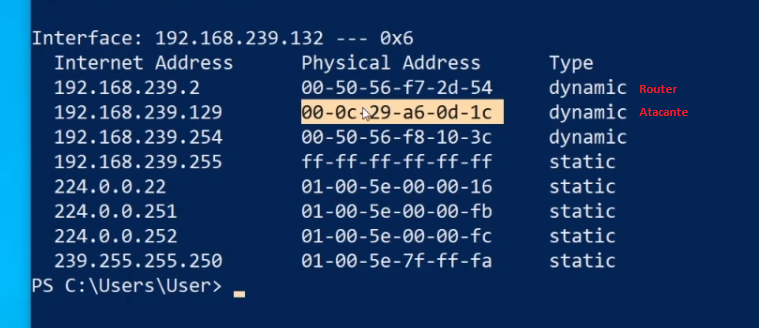 Interface: 192.168.239.132 --- 0x6
Internet Address Physical Address Type
192.168.239.2 00-50-56-f7-2d-54 dynamic Router
192.168.239.129 00-0c-29-a6-0d-1c dynamic Atacante
192.168.239.254 00-50-56-f8-10-3c dynamic
192.168.239.255 ff-ff-ff-ff-ff-ff static
224.0.0.22 01-00-5e-00-00-16 static
224.0.0.251 01-00-5e-00-00-fb static
224.0.0.252 01-00-5e-00-00-fc static
239.255.255.250 01-00-5e-7f-ff-fa static
PS C:\Users\User>